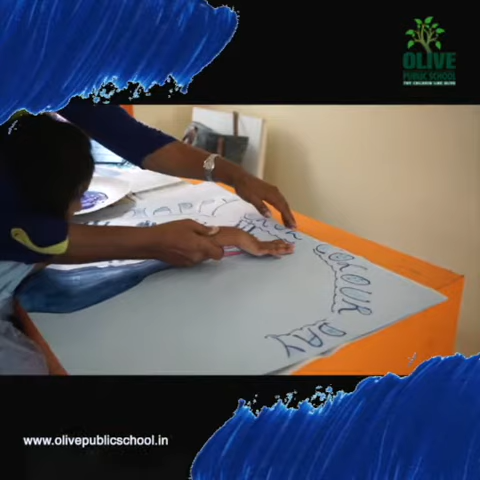 OLIVE
PUBLIC SCHOOL
HAPPY
COLOUR
DAY
www.olivepublicschool.in